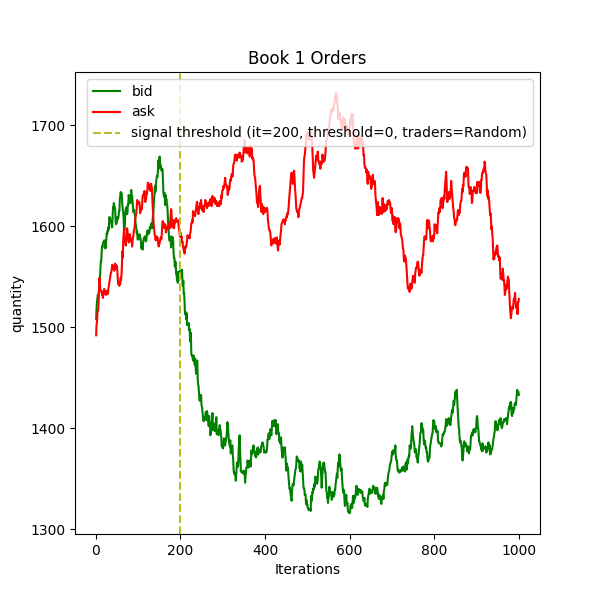 Book 1 Orders
bid
ask
signal threshold (it=200, threshold=0, traders=Random)
1700
1600
1500
1400
1300
quantity
0 200 400 600 800 1000
Iterations